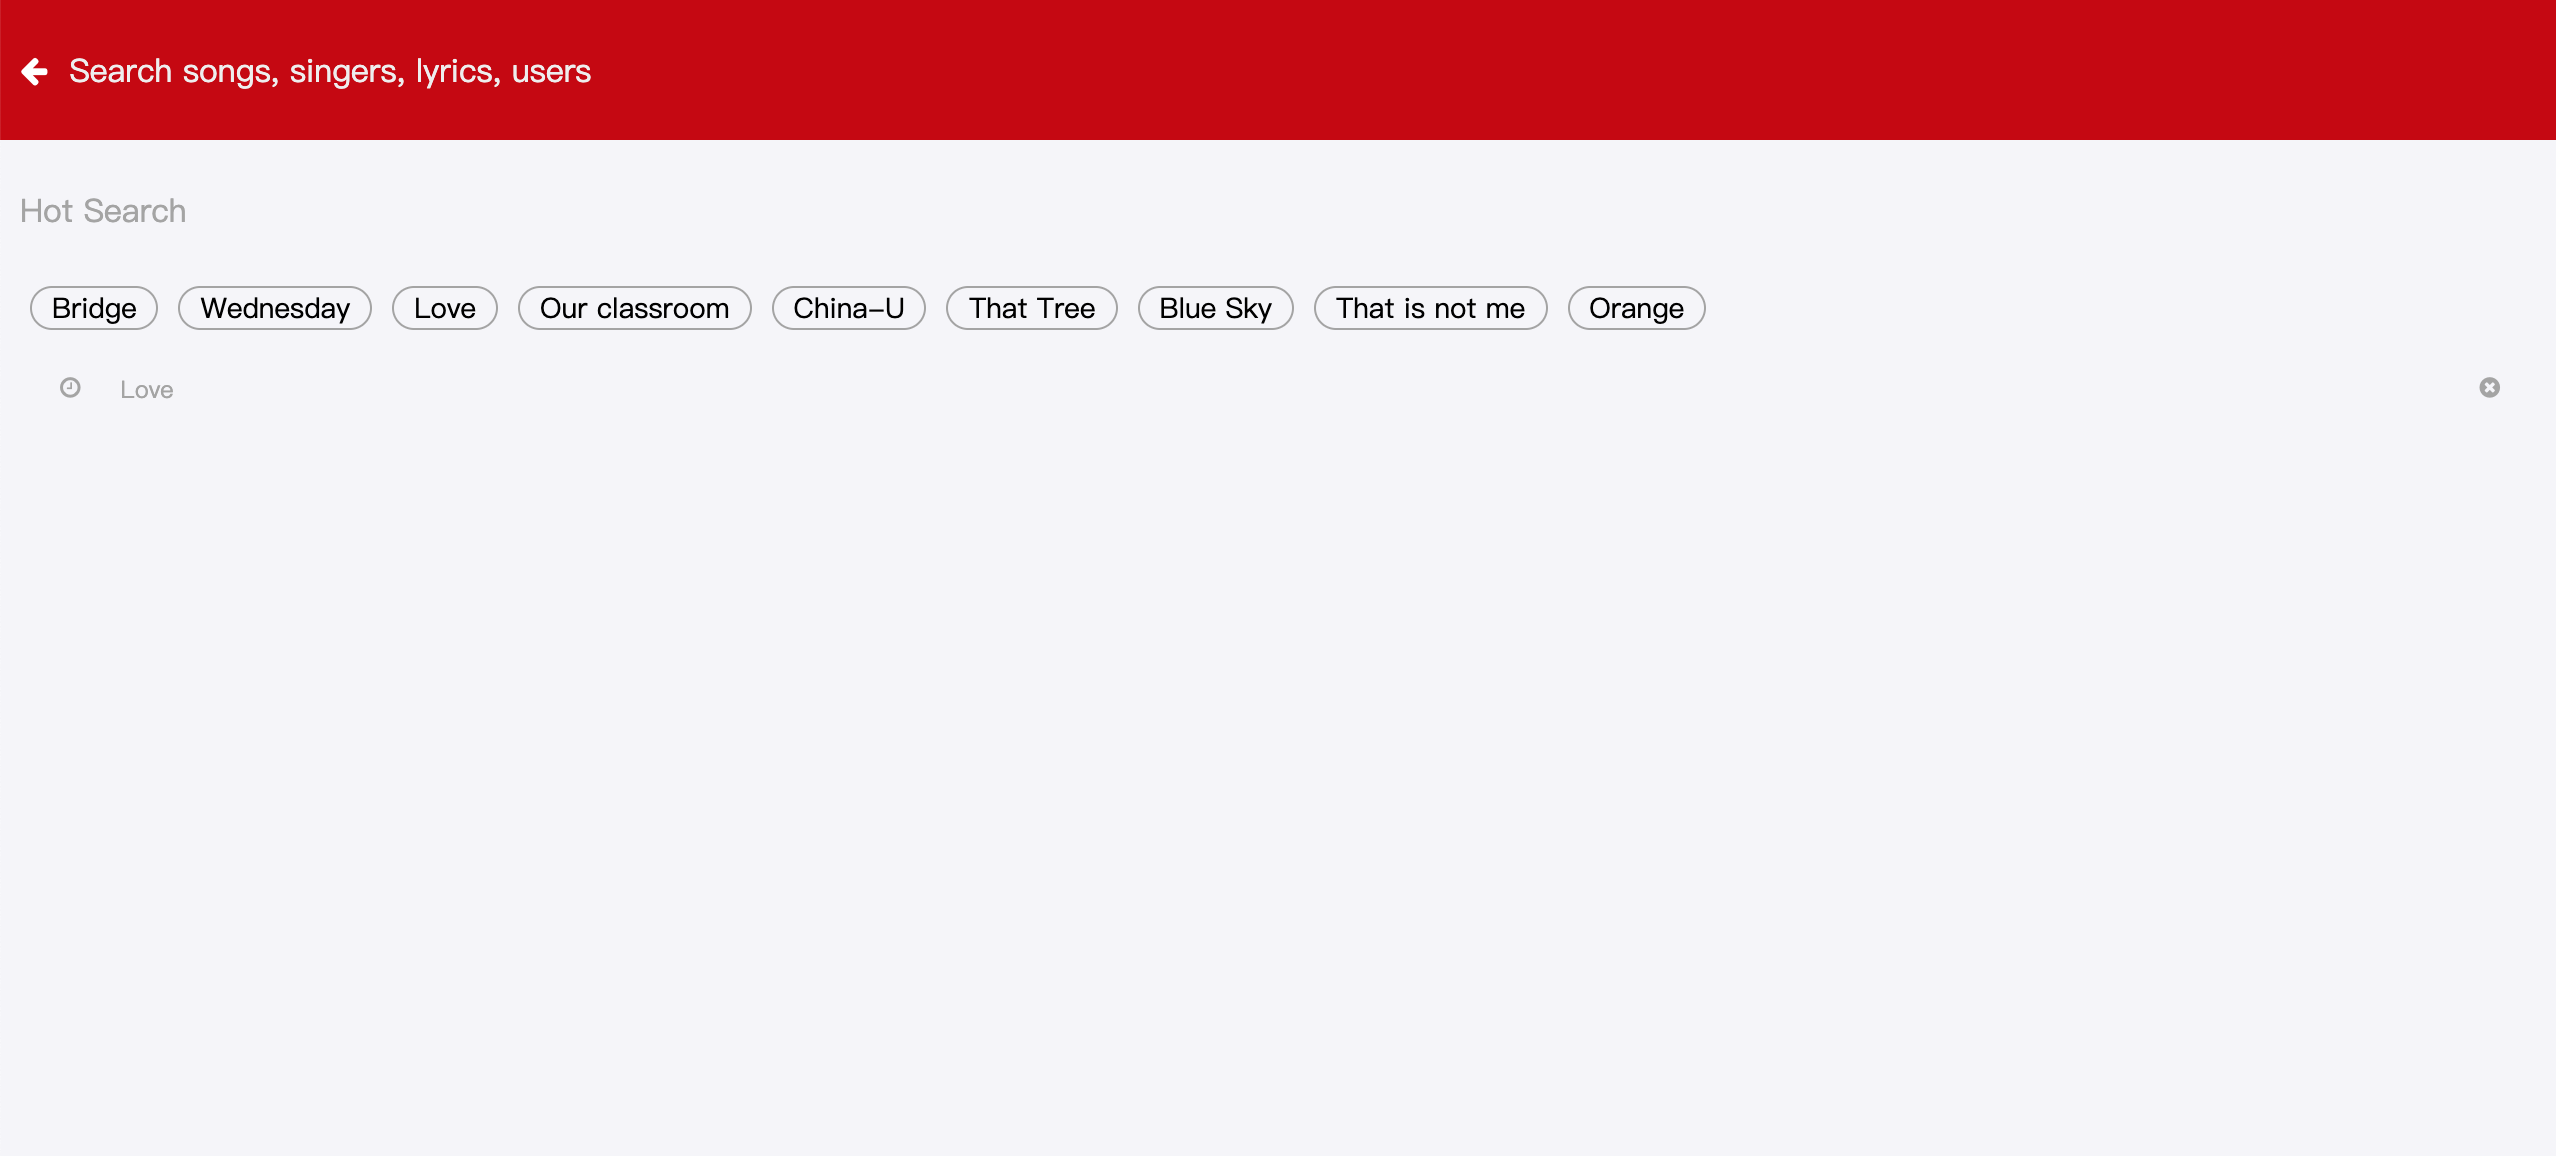 Search songs, singers, lyrics, users
Hot Search
Bridge Wednesday Love Our classroom China-U That Tree Blue Sky That is not me Orange
Love